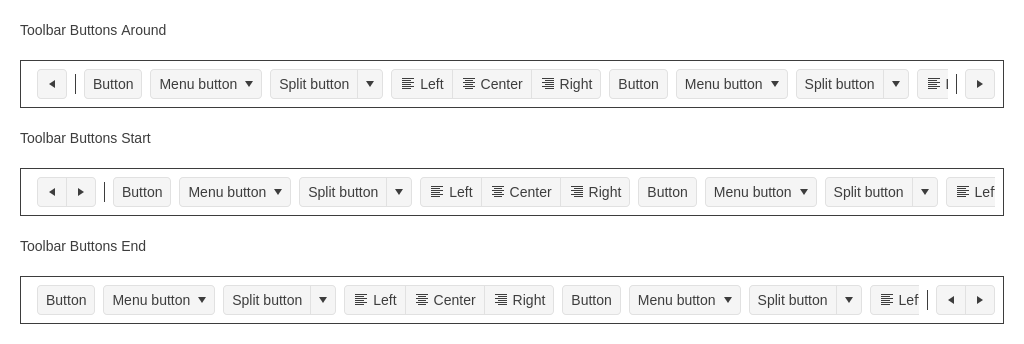 Toolbar Buttons Around
Button Menu button Split button Left Center Right Button Menu button Split button
Toolbar Buttons Start
Button Menu button Split button Left Center Right Button Menu button Split button Lef
Toolbar Buttons End
Button Menu button Split button Left Center Right Button Menu button Split button Lef